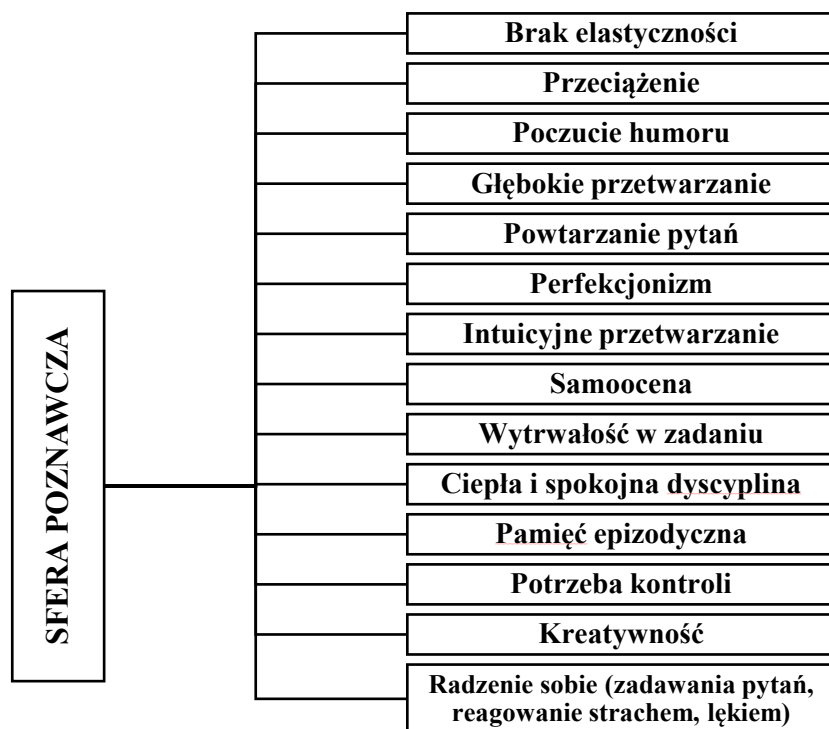 SFERA POZNAWCZA
Brak elastyczności
Przeciążenie
Poczucie humoru
Głębokie przetwarzanie
Powtarzanie pytań
Perfekcjonizm
Intuicyjne przetwarzanie
Samoocena
Wytrwałość w zadaniu
Ciepła i spokojna dyscyplina
Pamięć epizodyczna
Potrzeba kontroli
Kreatywność
Radzenie sobie (zadawania pytań,
reagowanie strachem, lękiem)